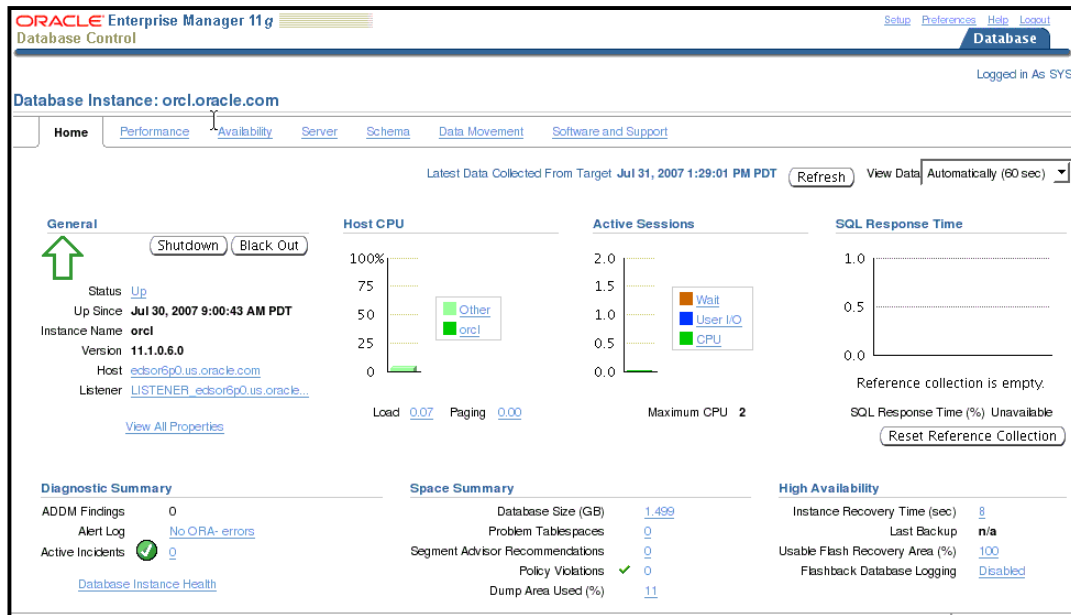 ORACLE Enterprise Manager 11g
Database Control
Setup Preferences Help Logout
Database
Logged in As SYS
Database Instance: orcl.oracle.com
Home Performance Availability Server Schema Data Movement Software and Support
Latest Data Collected From Target Jul 31, 2007 1:29:01 PM PDT Refresh View Data Automatically (60 sec)
General
Shutdown Black Out
Status Up
Up Since Jul 30, 2007 9:00:43 AM PDT
Instance Name orcl
Version 11.1.0.6.0
Host edsor6p0.us.oracle.com
Listener LISTENER_edsor6p0.us.oracle...
View All Properties
Host CPU
100%
75
50
25
0
Other
orcl
Load 0.07 Paging 0.00
Active Sessions
2.0
1.5
1.0
0.5
0.0
Wait
User I/O
CPU
Maximum CPU 2
SQL Response Time
1.0
0.5
0.0
Reference collection is empty.
SQL Response Time (%) Unavailable
Reset Reference Collection
Diagnostic Summary
ADDM Findings 0
Alert Log No ORA- errors
Active Incidents 0
Database Instance Health
Space Summary
Database Size (GB) 1.499
Problem Tablespaces 0
Segment Advisor Recommendations 0
Policy Violations 0
Dump Area Used (%) 11
High Availability
Instance Recovery Time (sec) 8
Last Backup n/a
Usable Flash Recovery Area (%) 100
Flashback Database Logging Disabled